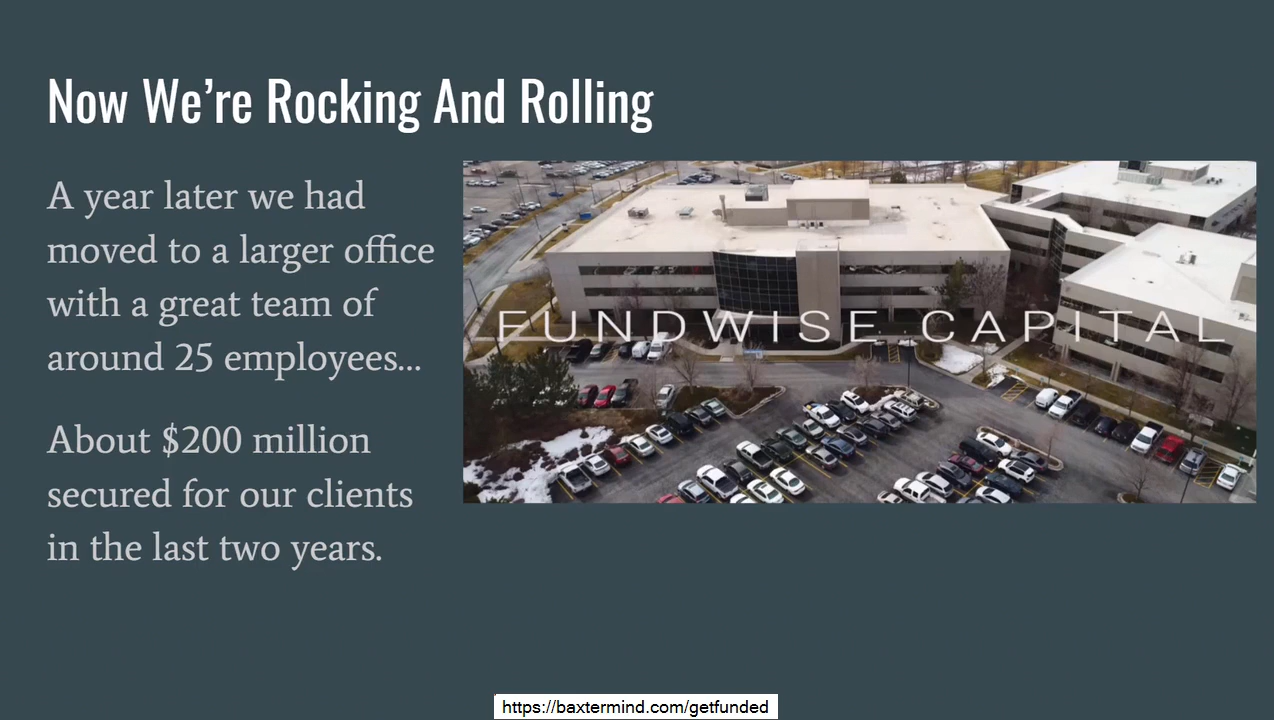 Now We're Rocking And Rolling
A year later we had
moved to a larger office
with a great team of
around 25 employees...
About $200 million
secured for our clients
in the last two years.
FUNDWISE CAPITAL
https://baxtermind.com/getfunded